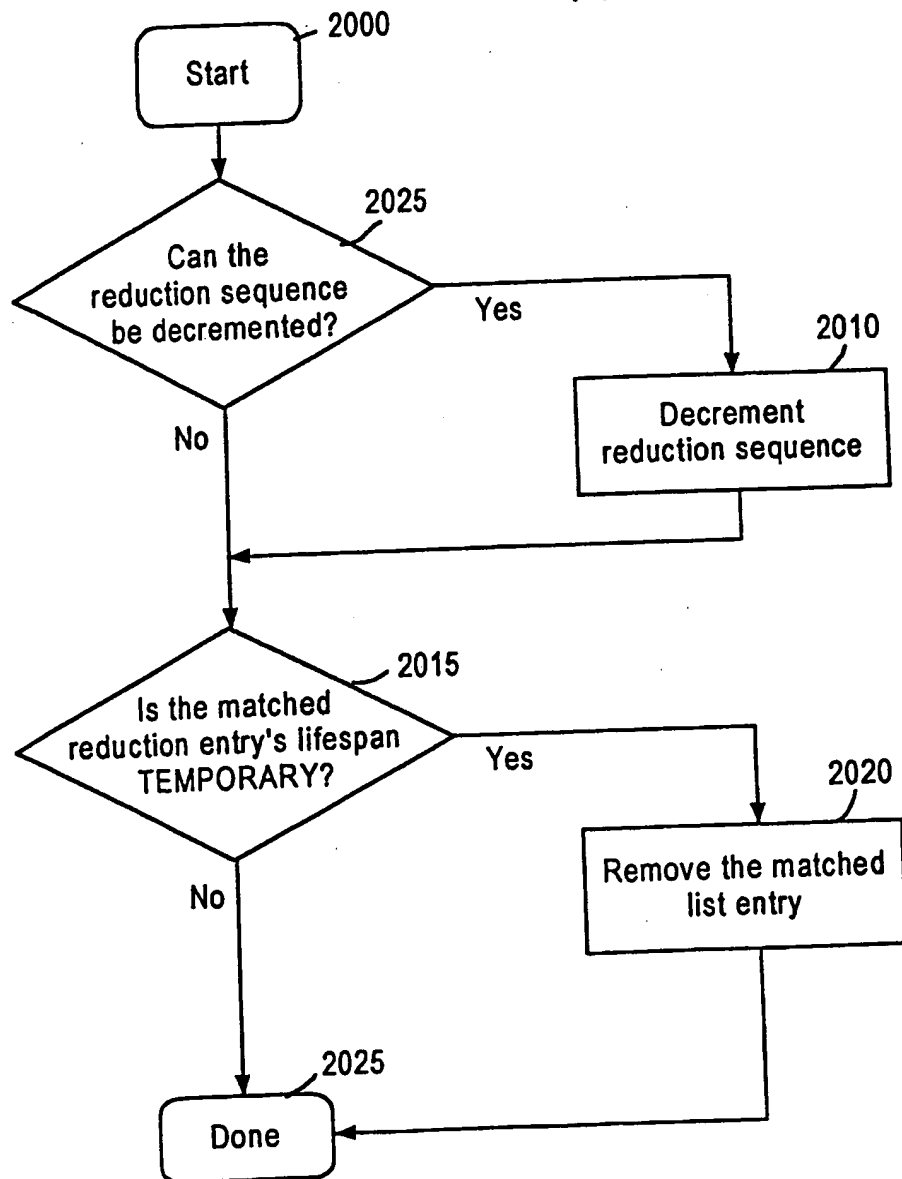 2000
Start
2025
Can the
reduction sequence
be decremented?
Yes
2010
Decrement
reduction sequence
No
2015
Is the matched
reduction entry's lifespan
TEMPORARY?
Yes
2020
Remove the matched
list entry
No
2025
Done